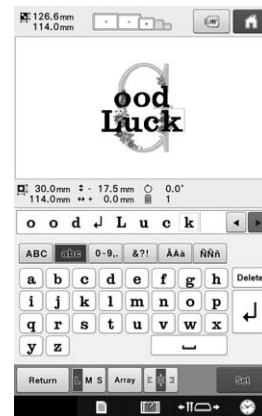 126.6mm
114.0mm
G
ood
Luck
30.0mm - 17.5mm 0.0°
114.0mm + 0.0mm 1
o o d ↲ L u c k
ABC abc 0-9,. &?! ÄAà ÑÑñ
a b c d e f g h Delete
i j k l m n o p
q r s t u v w x
y z
Return L M S Array Set